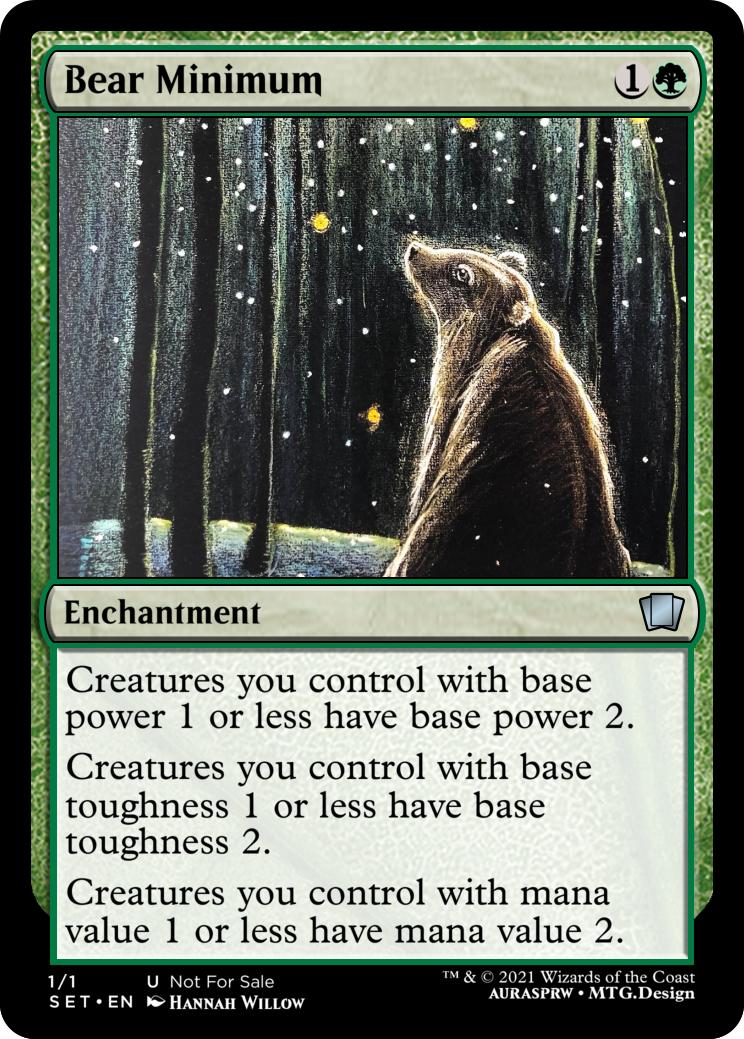 Bear Minimum 1
Enchantment
Creatures you control with base
power 1 or less have base power 2.
Creatures you control with base
toughness 1 or less have base
toughness 2.
Creatures you control with mana
value 1 or less have mana value 2.
1/1 U Not For Sale ™ & © 2021 Wizards of the Coast
SET • EN HANNAH WILLOW AURASPRW • MTG.Design